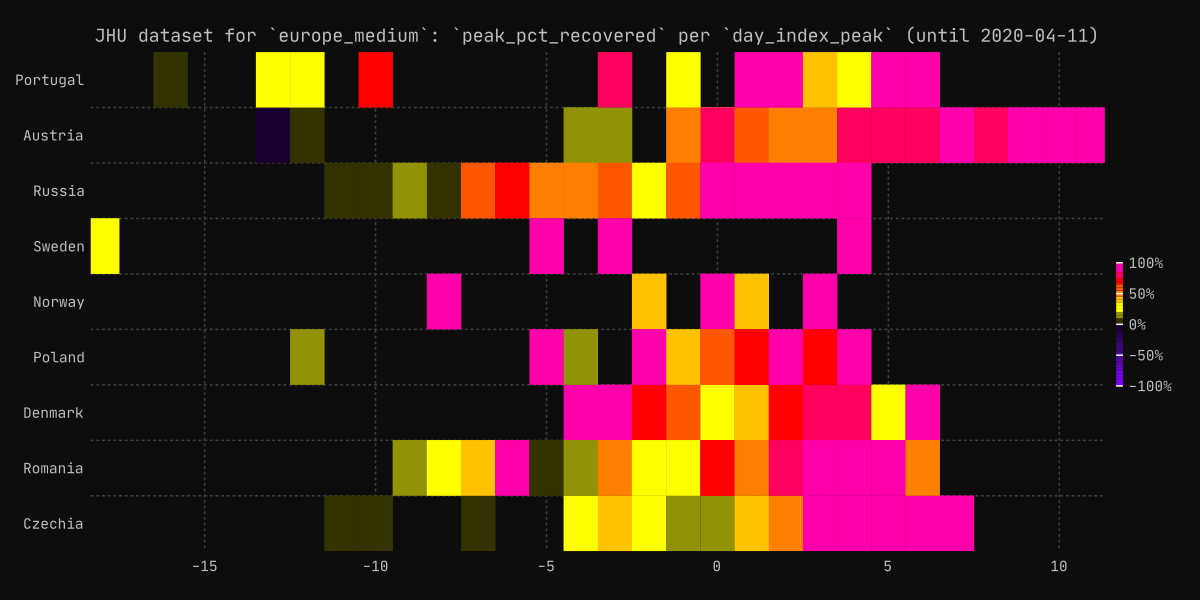 JHU dataset for `europe_medium`: `peak_pct_recovered` per `day_index_peak` (until 2020-04-11)
Portugal
Austria
Russia
Sweden
Norway
Poland
Denmark
Romania
Czechia
100%
50%
0%
−50%
−100%
−15 −10 −5 0 5 10